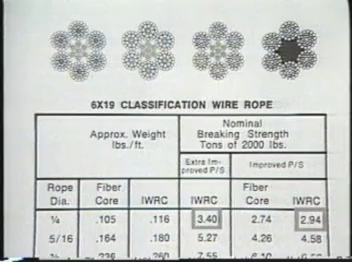 6X19 CLASSIFICATION WIRE ROPE
Approx. Weight
Lbs./ft.
Nominal
Breaking Strength
Tons of 2000 lbs.
Extra Im-
proved P/S
Improved P/S
Rope
Dia.
Fiber
Core
IWRC
IWRC
Fiber
Core
IWRC
¼ .105 .116 3.40 2.74 2.94
5/16 .164 .180 5.27 4.26 4.58